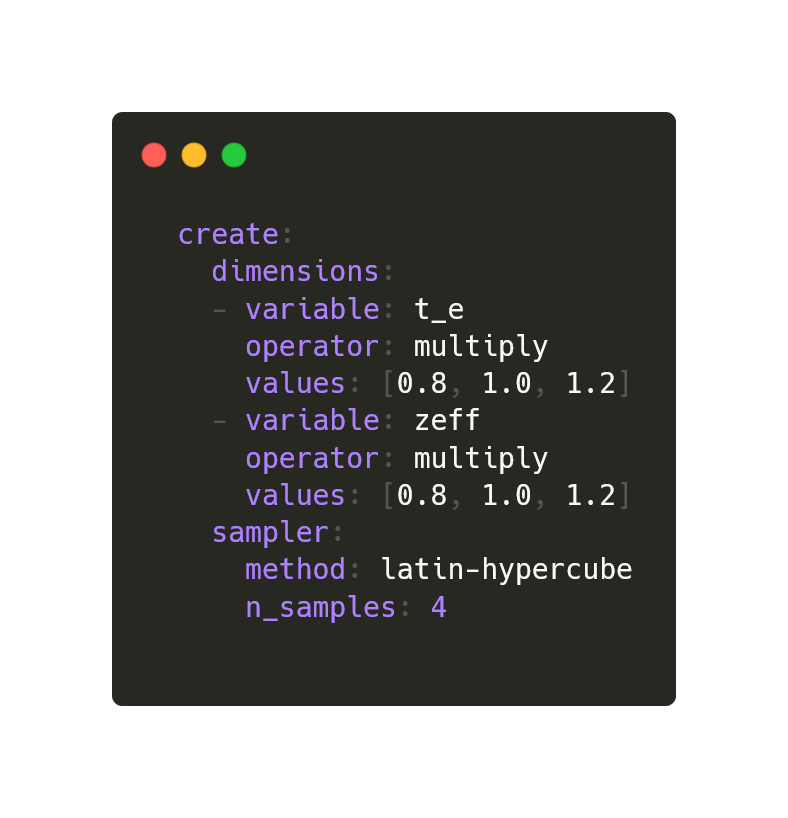 create:
  dimensions:
  - variable: t_e
    operator: multiply
    values: [0.8, 1.0, 1.2]
  - variable: zeff
    operator: multiply
    values: [0.8, 1.0, 1.2]
  sampler:
    method: latin-hypercube
    n_samples: 4